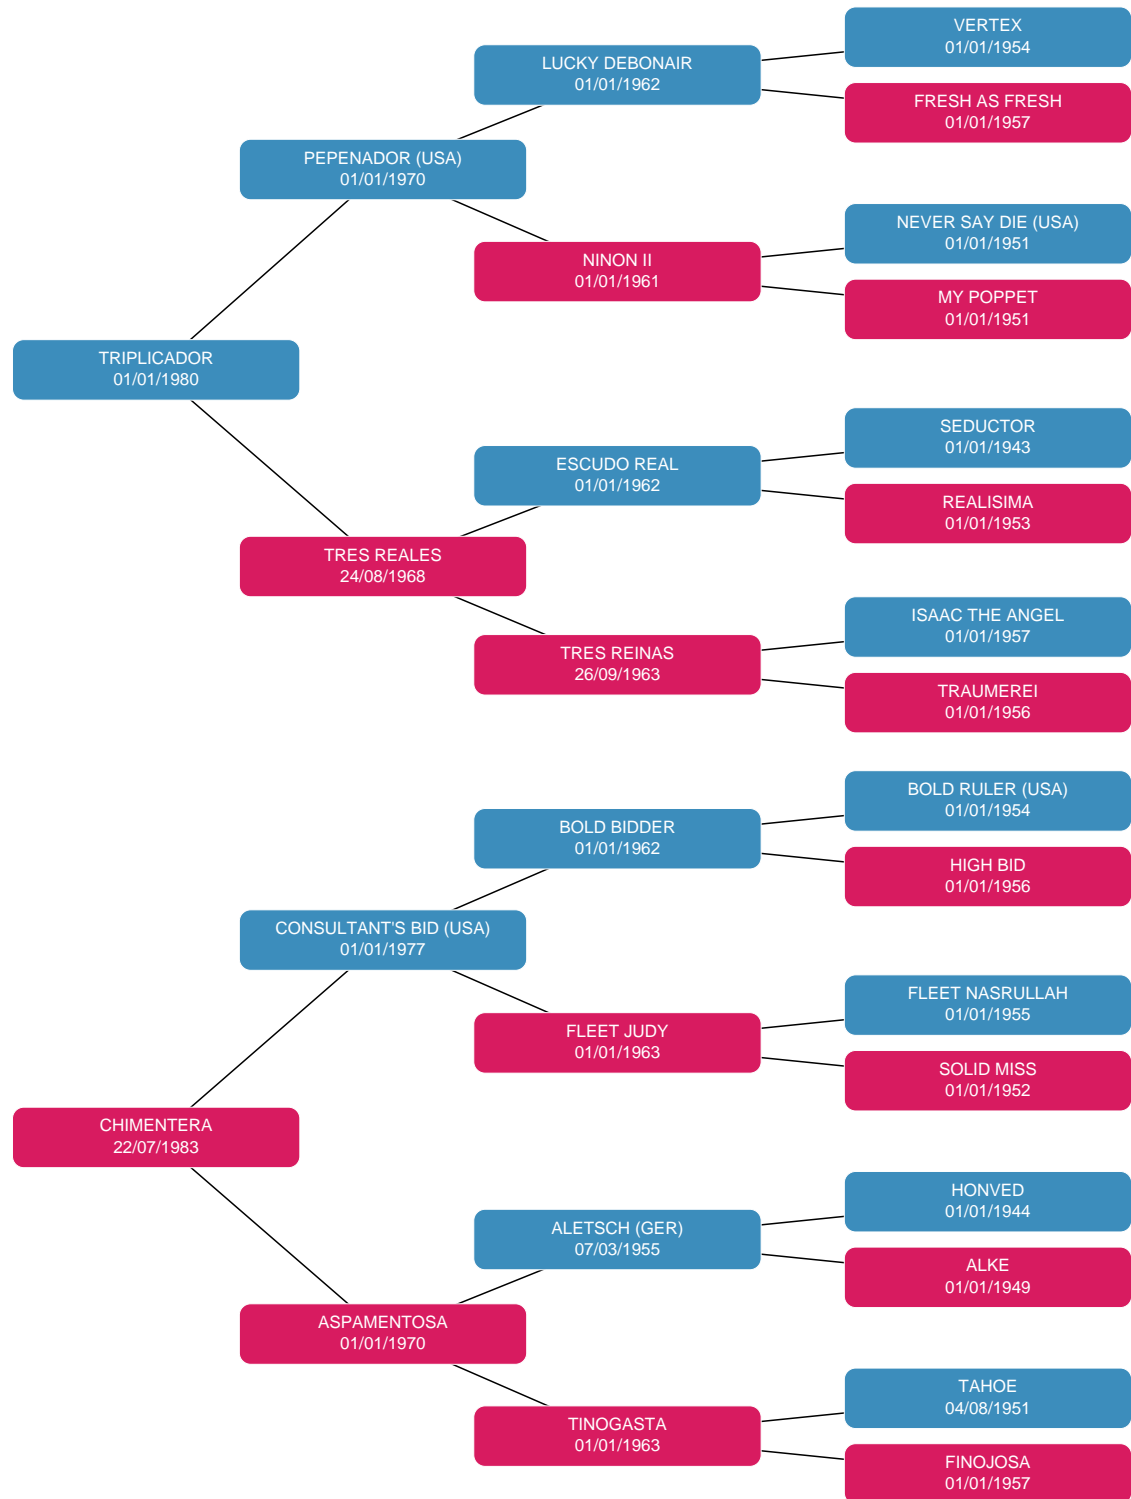 VERTEX
01/01/1954
LUCKY DEBONAIR
01/01/1962
FRESH AS FRESH
01/01/1957
PEPENADOR (USA)
01/01/1970
NEVER SAY DIE (USA)
01/01/1951
NINON II
01/01/1961
MY POPPET
01/01/1951
TRIPLICADOR
01/01/1980
SEDUCTOR
01/01/1943
ESCUDO REAL
01/01/1962
REALISIMA
01/01/1953
TRES REALES
24/08/1968
ISAAC THE ANGEL
01/01/1957
TRES REINAS
26/09/1963
TRAUMEREI
01/01/1956
BOLD RULER (USA)
01/01/1954
BOLD BIDDER
01/01/1962
HIGH BID
01/01/1956
CONSULTANT'S BID (USA)
01/01/1977
FLEET NASRULLAH
01/01/1955
FLEET JUDY
01/01/1963
SOLID MISS
01/01/1952
CHIMENTERA
22/07/1983
HONVED
01/01/1944
ALETSCH (GER)
07/03/1955
ALKE
01/01/1949
ASPAMENTOSA
01/01/1970
TAHOE
04/08/1951
TINOGASTA
01/01/1963
FINOJOSA
01/01/1957